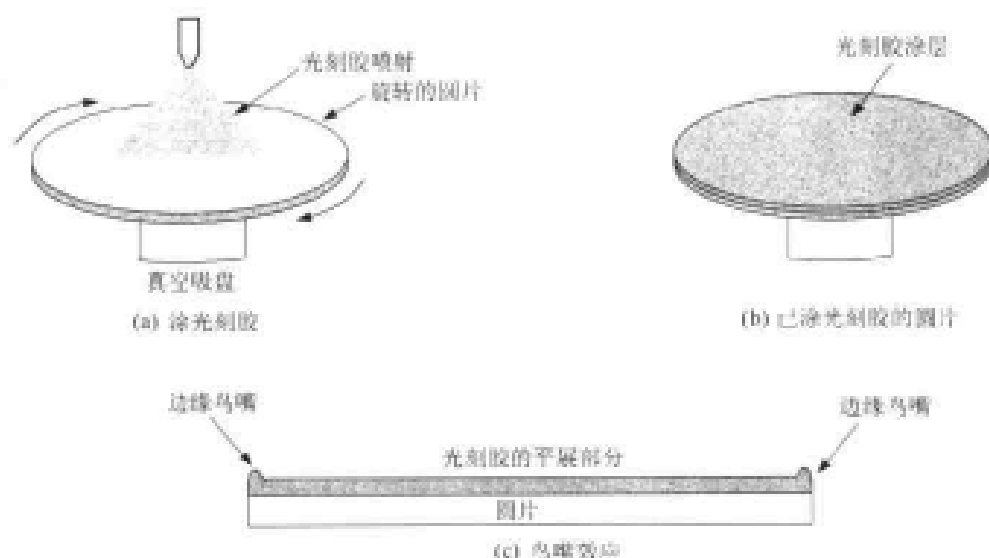 光刻胶喷射
旋转的圆片
真空吸盘
(a) 涂光刻胶
光刻胶涂层
(b) 已涂光刻胶的圆片
边缘鸟嘴
边缘鸟嘴
光刻胶的平展部分
圆片
(c) 鸟嘴效应